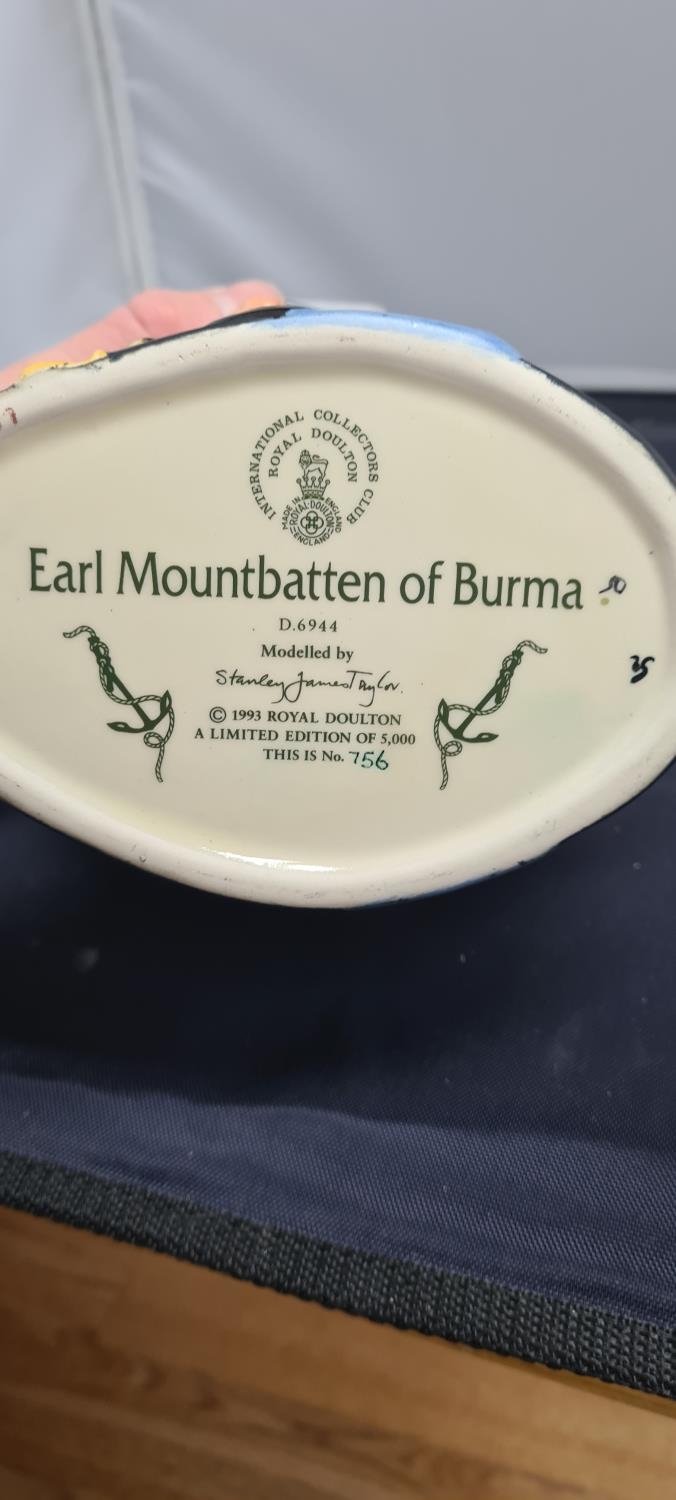 INTERNATIONAL COLLECTORS CLUB
ROYAL DOULTON
MADE IN ENGLAND
ROYAL·DOULTON
ENGLAND
Earl Mountbatten of Burma
D.6944
Modelled by
Stanley James Taylor.
© 1993 ROYAL DOULTON
A LIMITED EDITION OF 5,000
THIS IS No. 756
35